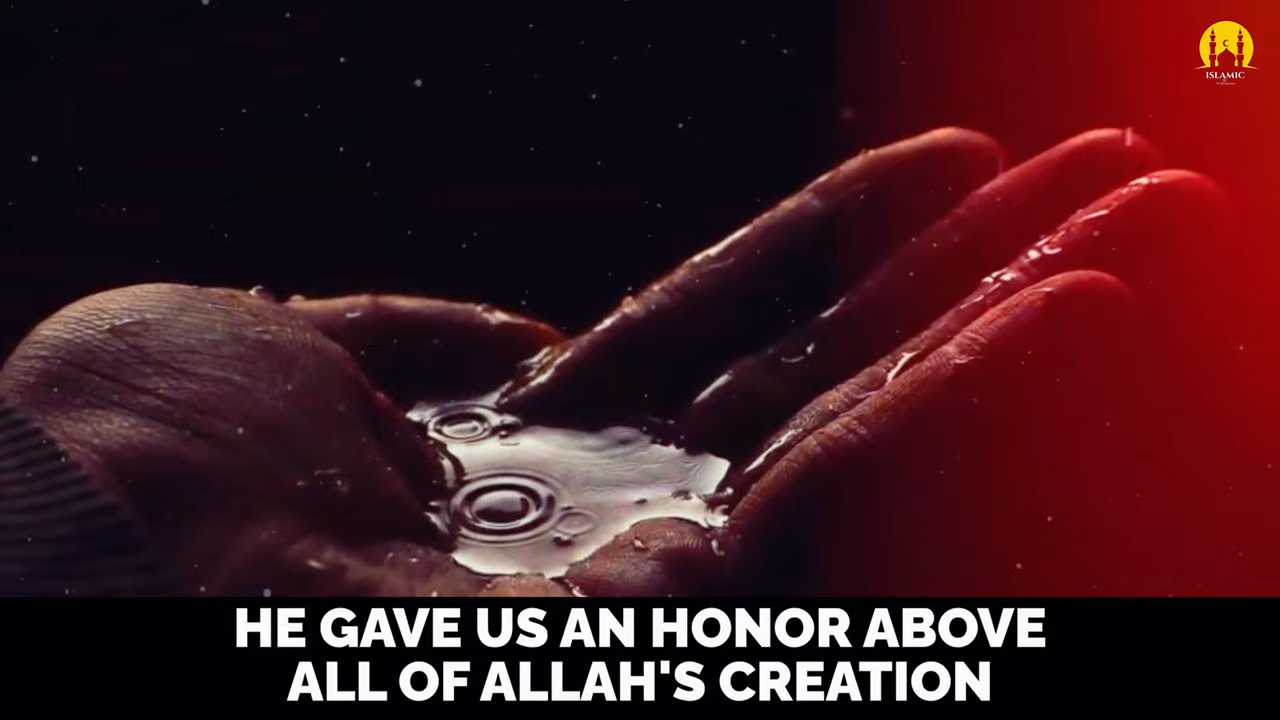 ISLAMIC
HE GAVE US AN HONOR ABOVE
ALL OF ALLAH'S CREATION